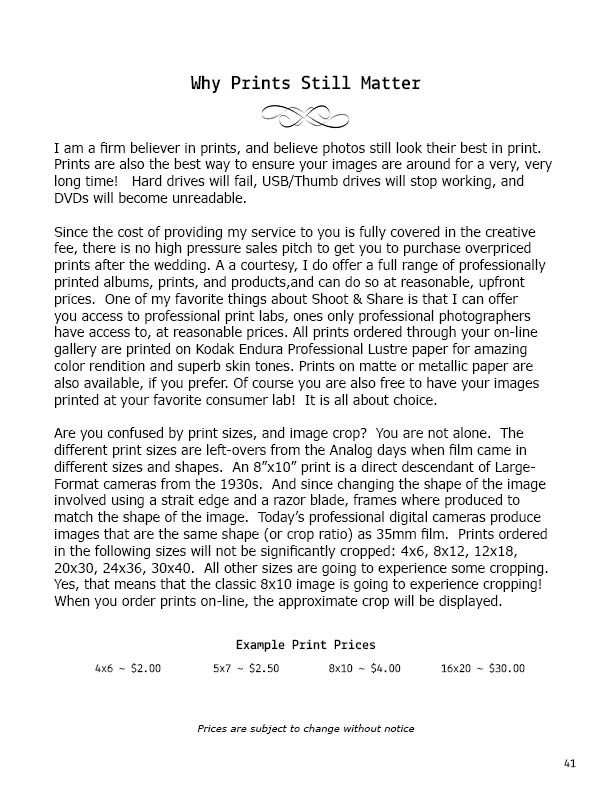 Why Prints Still Matter
I am a firm believer in prints, and believe photos still look their best in print.
Prints are also the best way to ensure your images are around for a very, very
long time!   Hard drives will fail, USB/Thumb drives will stop working, and
DVDs will become unreadable.
Since the cost of providing my service to you is fully covered in the creative
fee, there is no high pressure sales pitch to get you to purchase overpriced
prints after the wedding. A a courtesy, I do offer a full range of professionally
printed albums, prints, and products,and can do so at reasonable, upfront
prices.  One of my favorite things about Shoot & Share is that I can offer
you access to professional print labs, ones only professional photographers
have access to, at reasonable prices. All prints ordered through your on-line
gallery are printed on Kodak Endura Professional Lustre paper for amazing
color rendition and superb skin tones. Prints on matte or metallic paper are
also available, if you prefer. Of course you are also free to have your images
printed at your favorite consumer lab!  It is all about choice.
Are you confused by print sizes, and image crop?  You are not alone.  The
different print sizes are left-overs from the Analog days when film came in
different sizes and shapes.  An 8”x10” print is a direct descendant of Large-
Format cameras from the 1930s.  And since changing the shape of the image
involved using a strait edge and a razor blade, frames where produced to
match the shape of the image.  Today’s professional digital cameras produce
images that are the same shape (or crop ratio) as 35mm film.  Prints ordered
in the following sizes will not be significantly cropped: 4x6, 8x12, 12x18,
20x30, 24x36, 30x40.  All other sizes are going to experience some cropping.
Yes, that means that the classic 8x10 image is going to experience cropping!
When you order prints on-line, the approximate crop will be displayed.
Example Print Prices
4x6 ~ $2.00 5x7 ~ $2.50 8x10 ~ $4.00 16x20 ~ $30.00
Prices are subject to change without notice
41